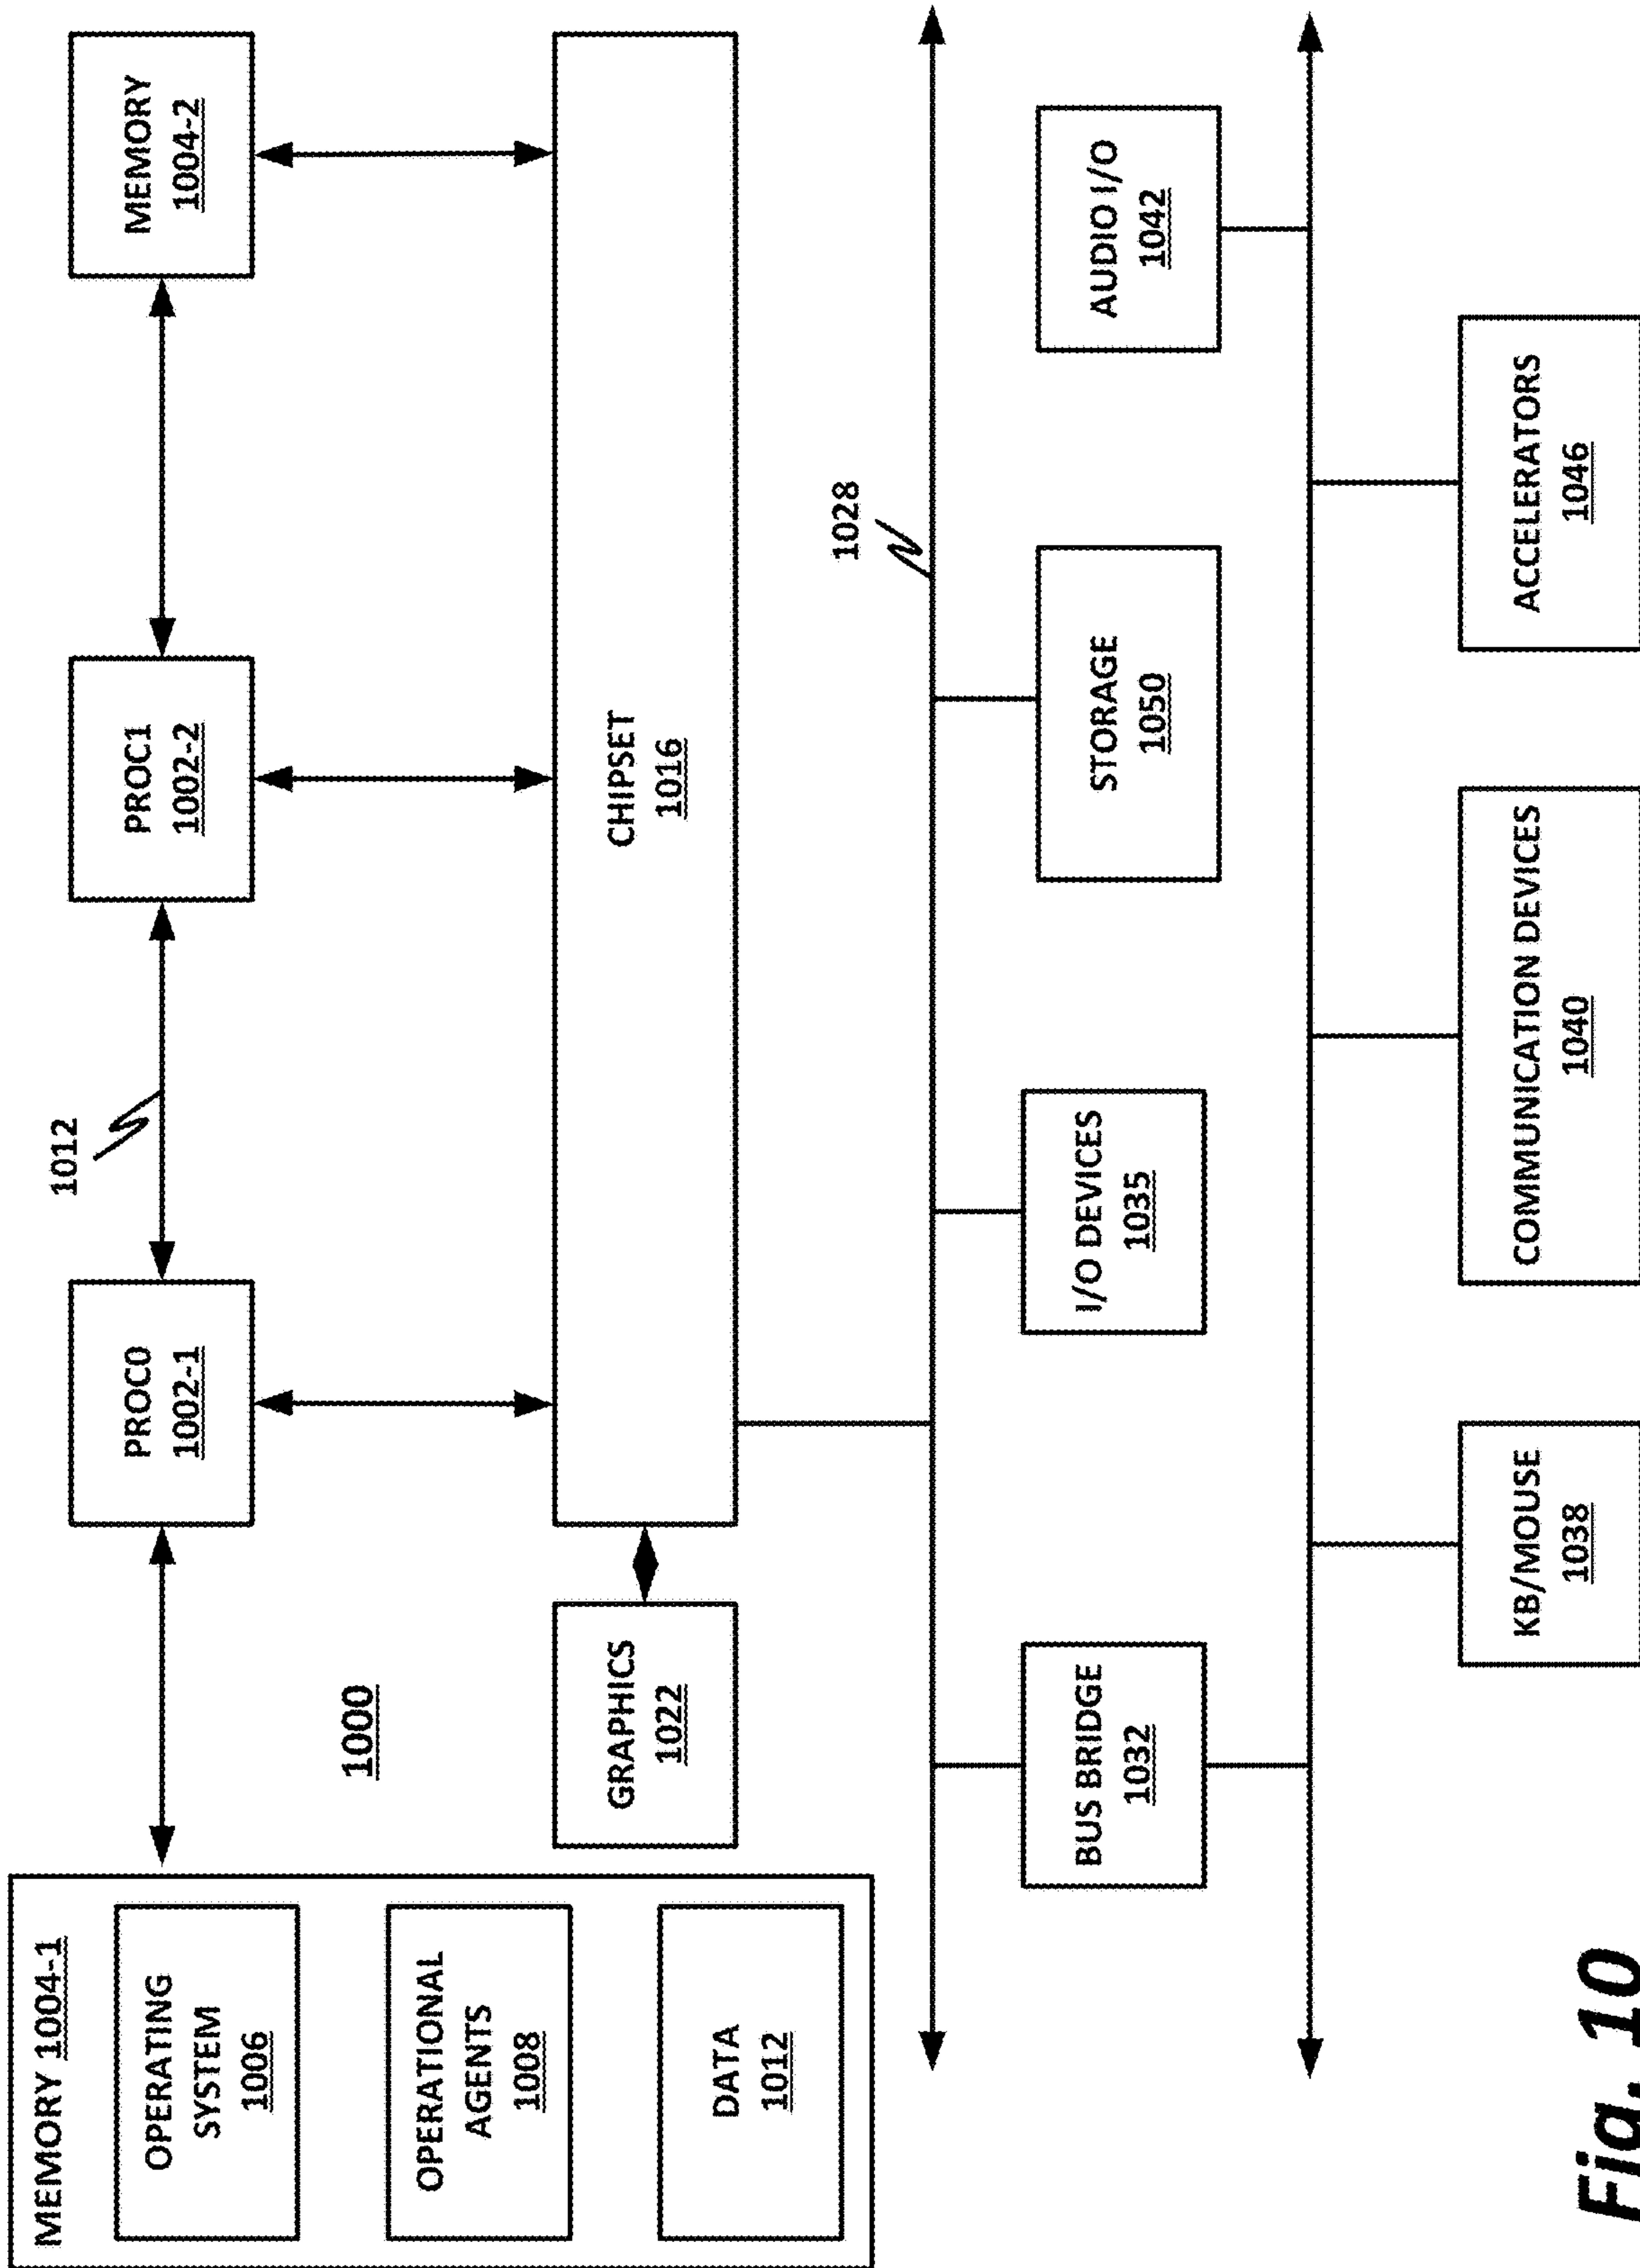 MEMORY 1004-1
OPERATING
SYSTEM
1006
OPERATIONAL
AGENTS
1008
DATA
1012
1000
PROC0
1002-1
1012
PROC1
1002-2
MEMORY
1004-2
GRAPHICS
1022
CHIPSET
1016
1028
BUS BRIDGE
1032
I/O DEVICES
1035
STORAGE
1050
AUDIO I/O
1042
KB/MOUSE
1038
COMMUNICATION DEVICES
1040
ACCELERATORS
1046
Fig. 10